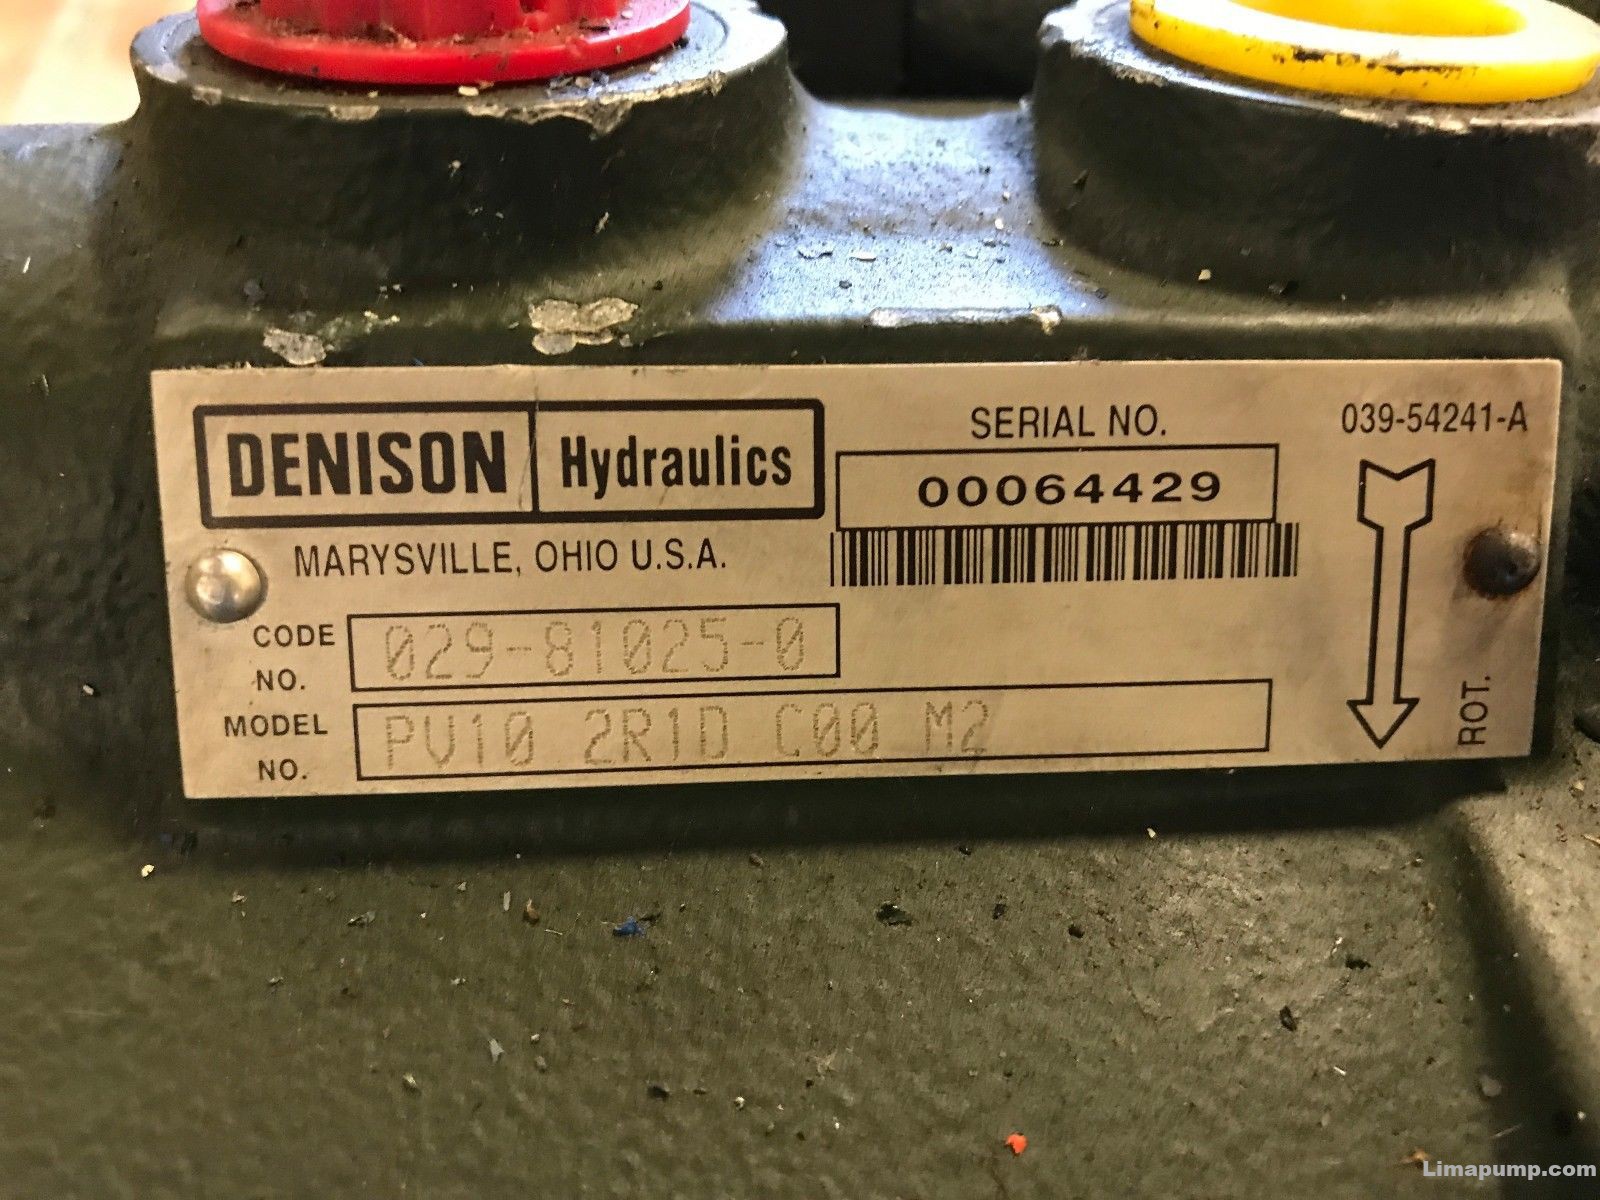 DENISON Hydraulics
MARYSVILLE, OHIO U.S.A.
SERIAL NO.
00064429
039-54241-A
CODE NO. 029-81025-0
MODEL NO. PV10 2R1D C00 M2
ROT.
Limapump.com